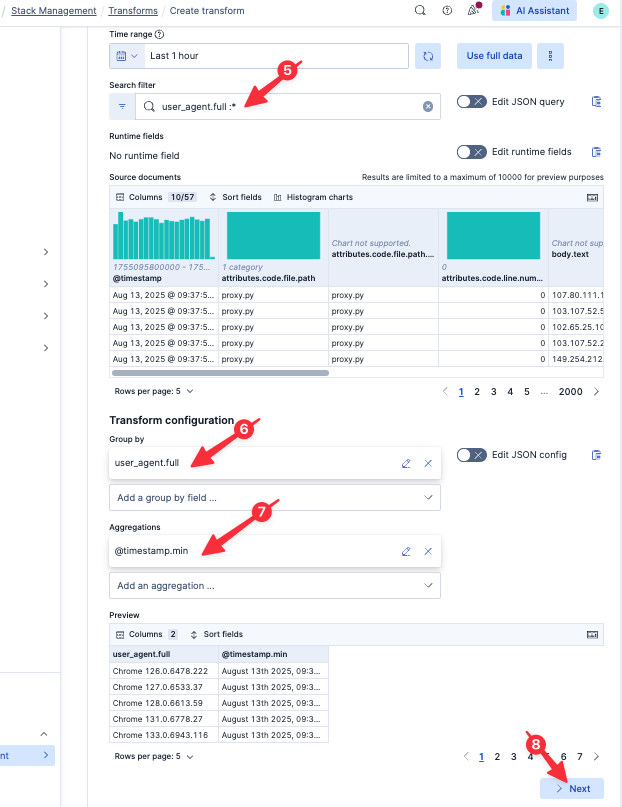 / Stack Management / Transforms / Create transform
AI Assistant
E
Time range
Last 1 hour
Use full data
5
Search filter
user_agent.full :*
Edit JSON query
Runtime fields
No runtime field
Edit runtime fields
Source documents
Results are limited to a maximum of 10000 for preview purposes
Columns 10/57 Sort fields Histogram charts
1755095800000 - 175...
@timestamp
1 category
attributes.code.file.path
Chart not supported.
attributes.code.file.path....
0
attributes.code.line.num...
Chart not sup
body.text
Aug 13, 2025 @ 09:37:5... proxy.py proxy.py 0 107.80.111.1
Aug 13, 2025 @ 09:37:5... proxy.py proxy.py 0 103.107.52.5
Aug 13, 2025 @ 09:37:5... proxy.py proxy.py 0 102.65.25.10
Aug 13, 2025 @ 09:37:5... proxy.py proxy.py 0 103.107.52.2
Aug 13, 2025 @ 09:37:5... proxy.py proxy.py 0 149.254.212
Rows per page: 5
1 2 3 4 5 ... 2000
Transform configuration
6
Group by
user_agent.full
Edit JSON config
Add a group by field ...
7
Aggregations
@timestamp.min
Add an aggregation ...
Preview
Columns 2 Sort fields
user_agent.full @timestamp.min
Chrome 126.0.6478.222 August 13th 2025, 09:3...
Chrome 127.0.6533.37 August 13th 2025, 09:3...
Chrome 128.0.6613.59 August 13th 2025, 09:3...
Chrome 131.0.6778.27 August 13th 2025, 09:3...
Chrome 133.0.6943.116 August 13th 2025, 09:3...
Rows per page: 5
8
1 2 3 4 6 7
nt
Next